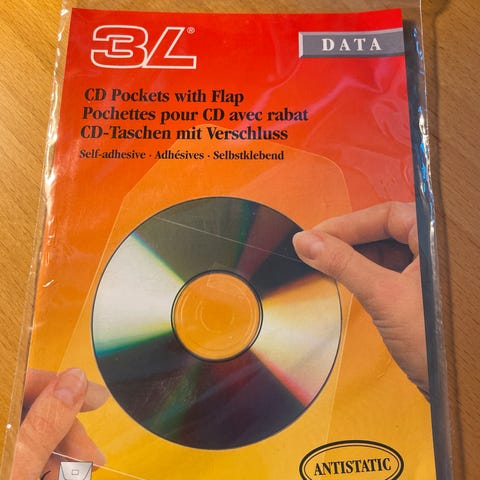 3L®
DATA
CD Pockets with Flap
Pochettes pour CD avec rabat
CD-Taschen mit Verschluss
Self-adhesive · Adhésives · Selbstklebend
ANTISTATIC